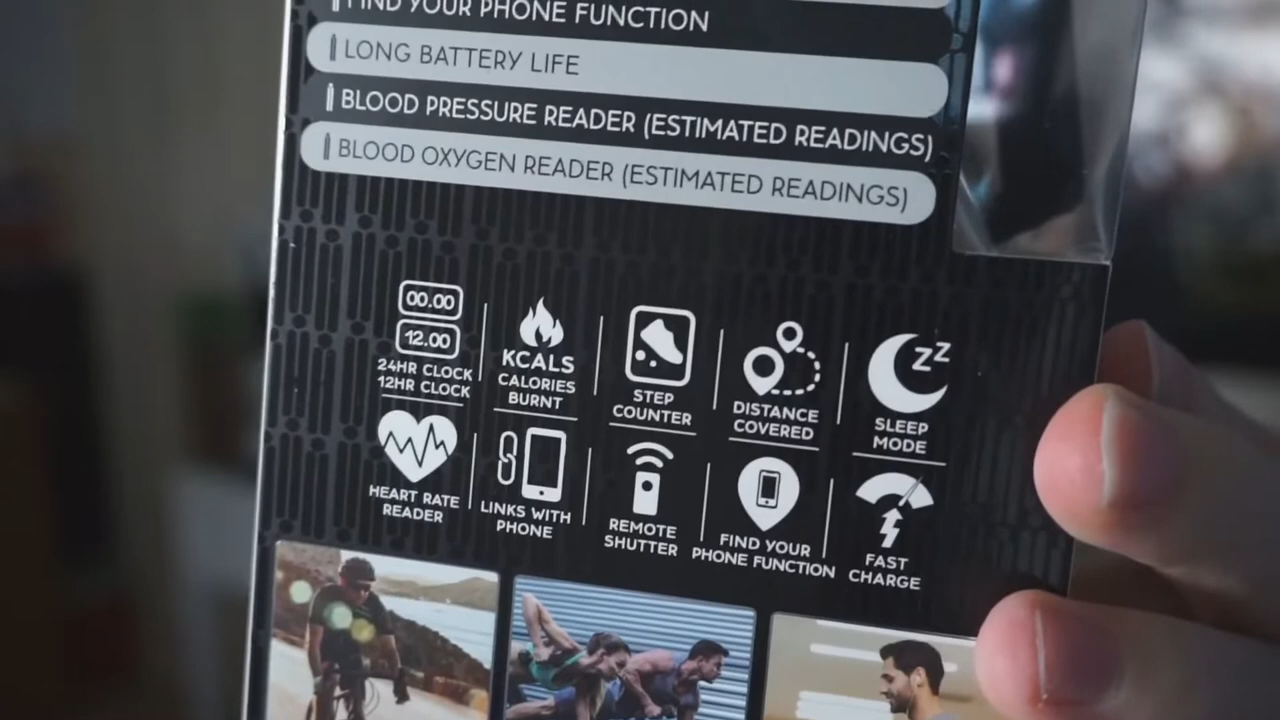 FIND YOUR PHONE FUNCTION
LONG BATTERY LIFE
BLOOD PRESSURE READER (ESTIMATED READINGS)
BLOOD OXYGEN READER (ESTIMATED READINGS)
00.00
12.00
24HR CLOCK
12HR CLOCK
KCALS
CALORIES
BURNT
STEP
COUNTER
DISTANCE
COVERED
ZZ
SLEEP
MODE
HEART RATE
READER
LINKS WITH
PHONE
REMOTE
SHUTTER
FIND YOUR
PHONE FUNCTION
FAST
CHARGE